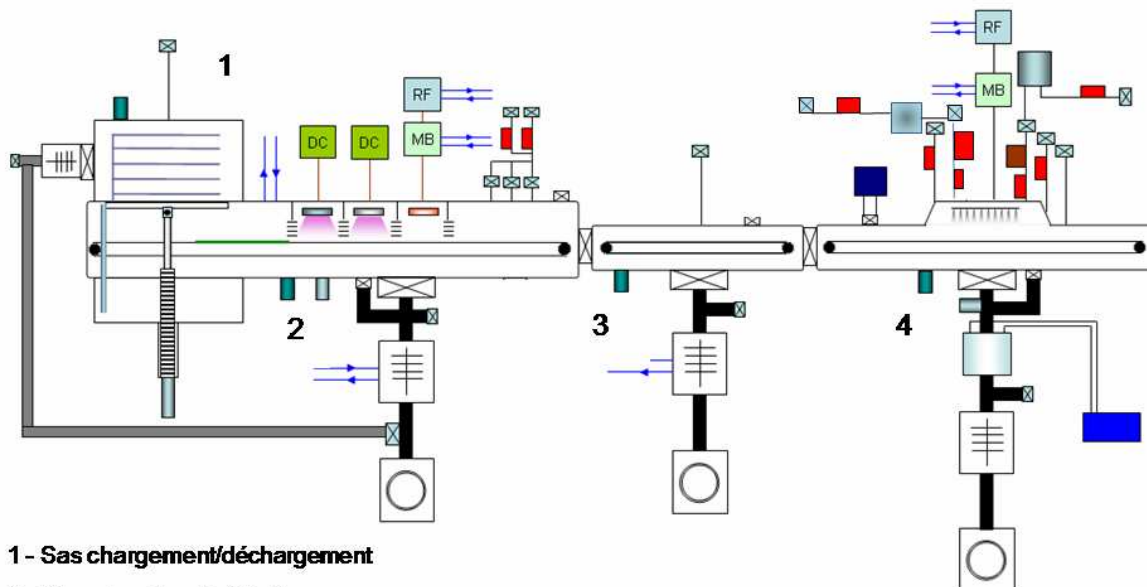 1
RF
MB
RF
DC
DC
MB
2
3
4
1 - Sas chargement/déchargement